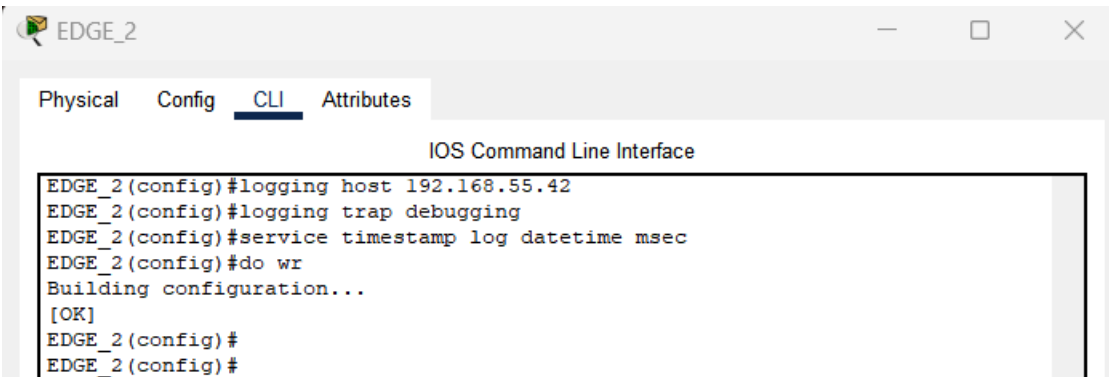 EDGE_2
Physical Config CLI Attributes
IOS Command Line Interface
EDGE_2(config)#logging host 192.168.55.42
EDGE_2(config)#logging trap debugging
EDGE_2(config)#service timestamp log datetime msec
EDGE_2(config)#do wr
Building configuration...
[OK]
EDGE_2(config)#
EDGE_2(config)#